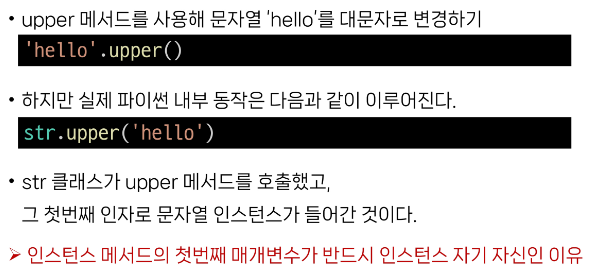 • upper 메서드를 사용해 문자열 ‘hello’를 대문자로 변경하기
'hello'.upper()
• 하지만 실제 파이썬 내부 동작은 다음과 같이 이루어진다.
str.upper('hello')
• str 클래스가 upper 메서드를 호출했고,
그 첫번째 인자로 문자열 인스턴스가 들어간 것이다.
➢ 인스턴스 메서드의 첫번째 매개변수가 반드시 인스턴스 자기 자신인 이유